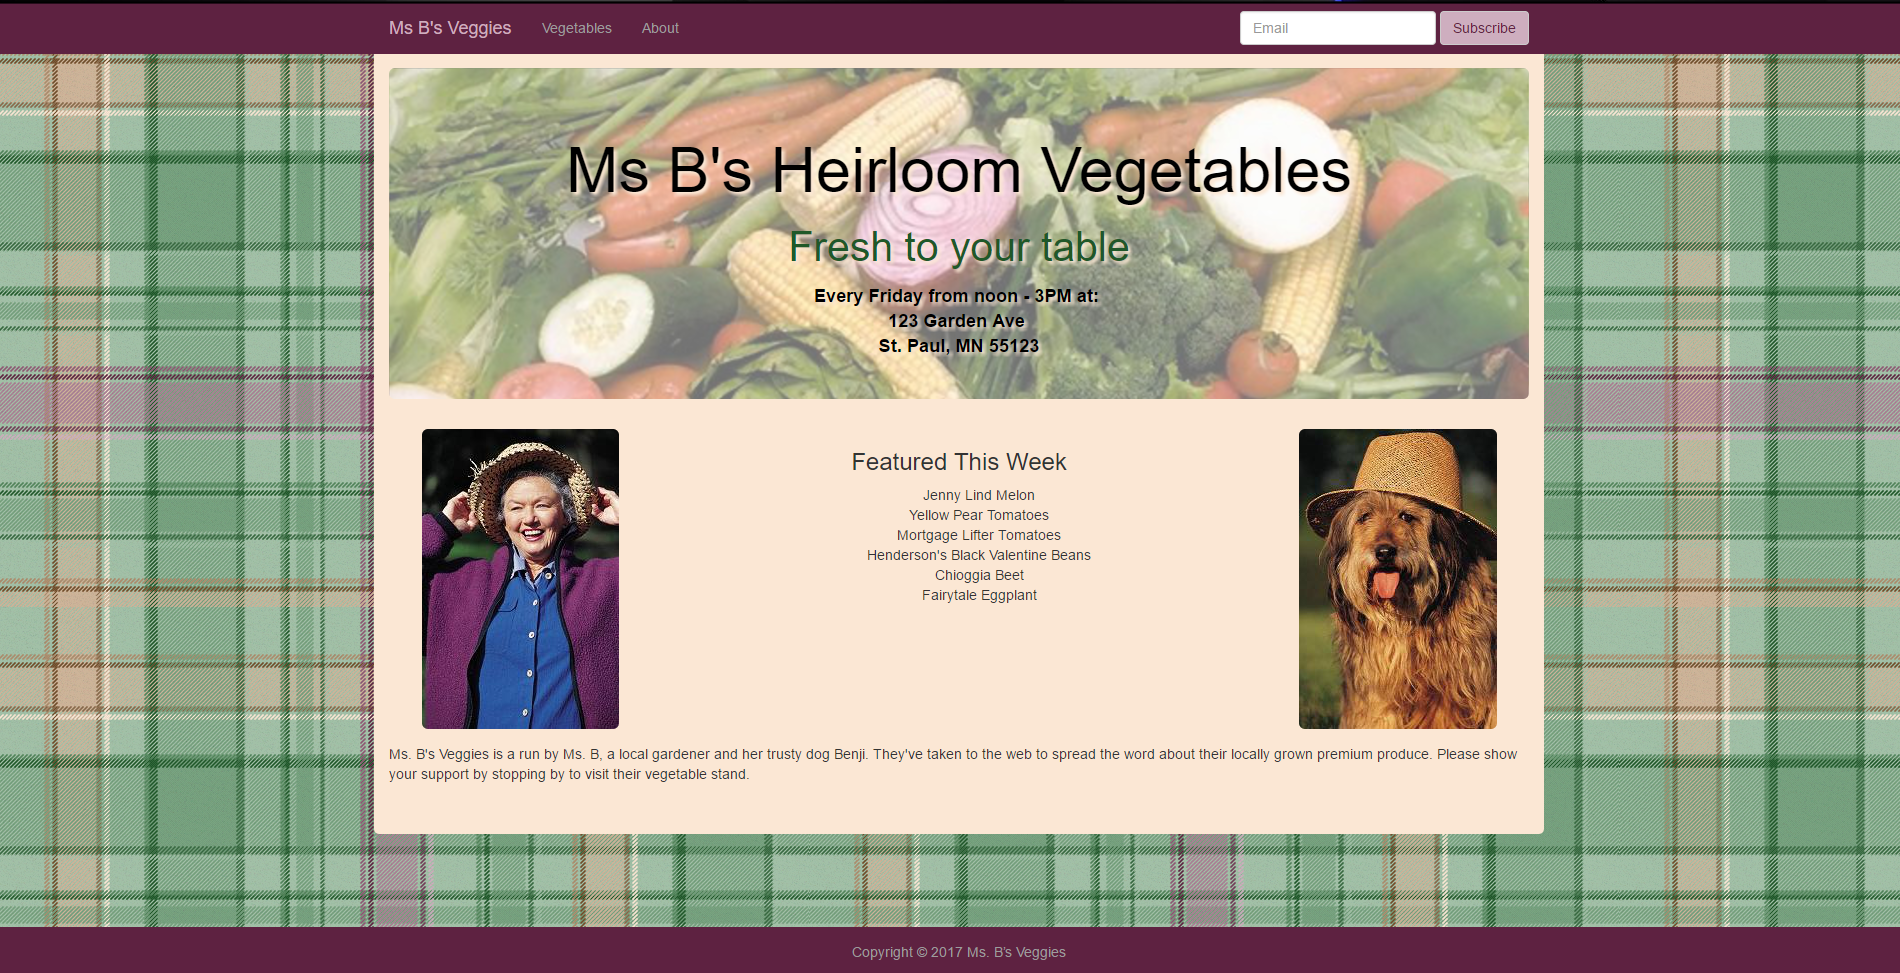 Ms B's Veggies
Vegetables
About
Email
Subscribe
Ms B's Heirloom Vegetables
Fresh to your table
Every Friday from noon - 3PM at:
123 Garden Ave
St. Paul, MN 55123
Featured This Week
Jenny Lind Melon
Yellow Pear Tomatoes
Mortgage Lifter Tomatoes
Henderson's Black Valentine Beans
Chioggia Beet
Fairytale Eggplant
Ms. B's Veggies is a run by Ms. B, a local gardener and her trusty dog Benji. They've taken to the web to spread the word about their locally grown premium produce. Please show
your support by stopping by to visit their vegetable stand.
Copyright © 2017 Ms. B's Veggies